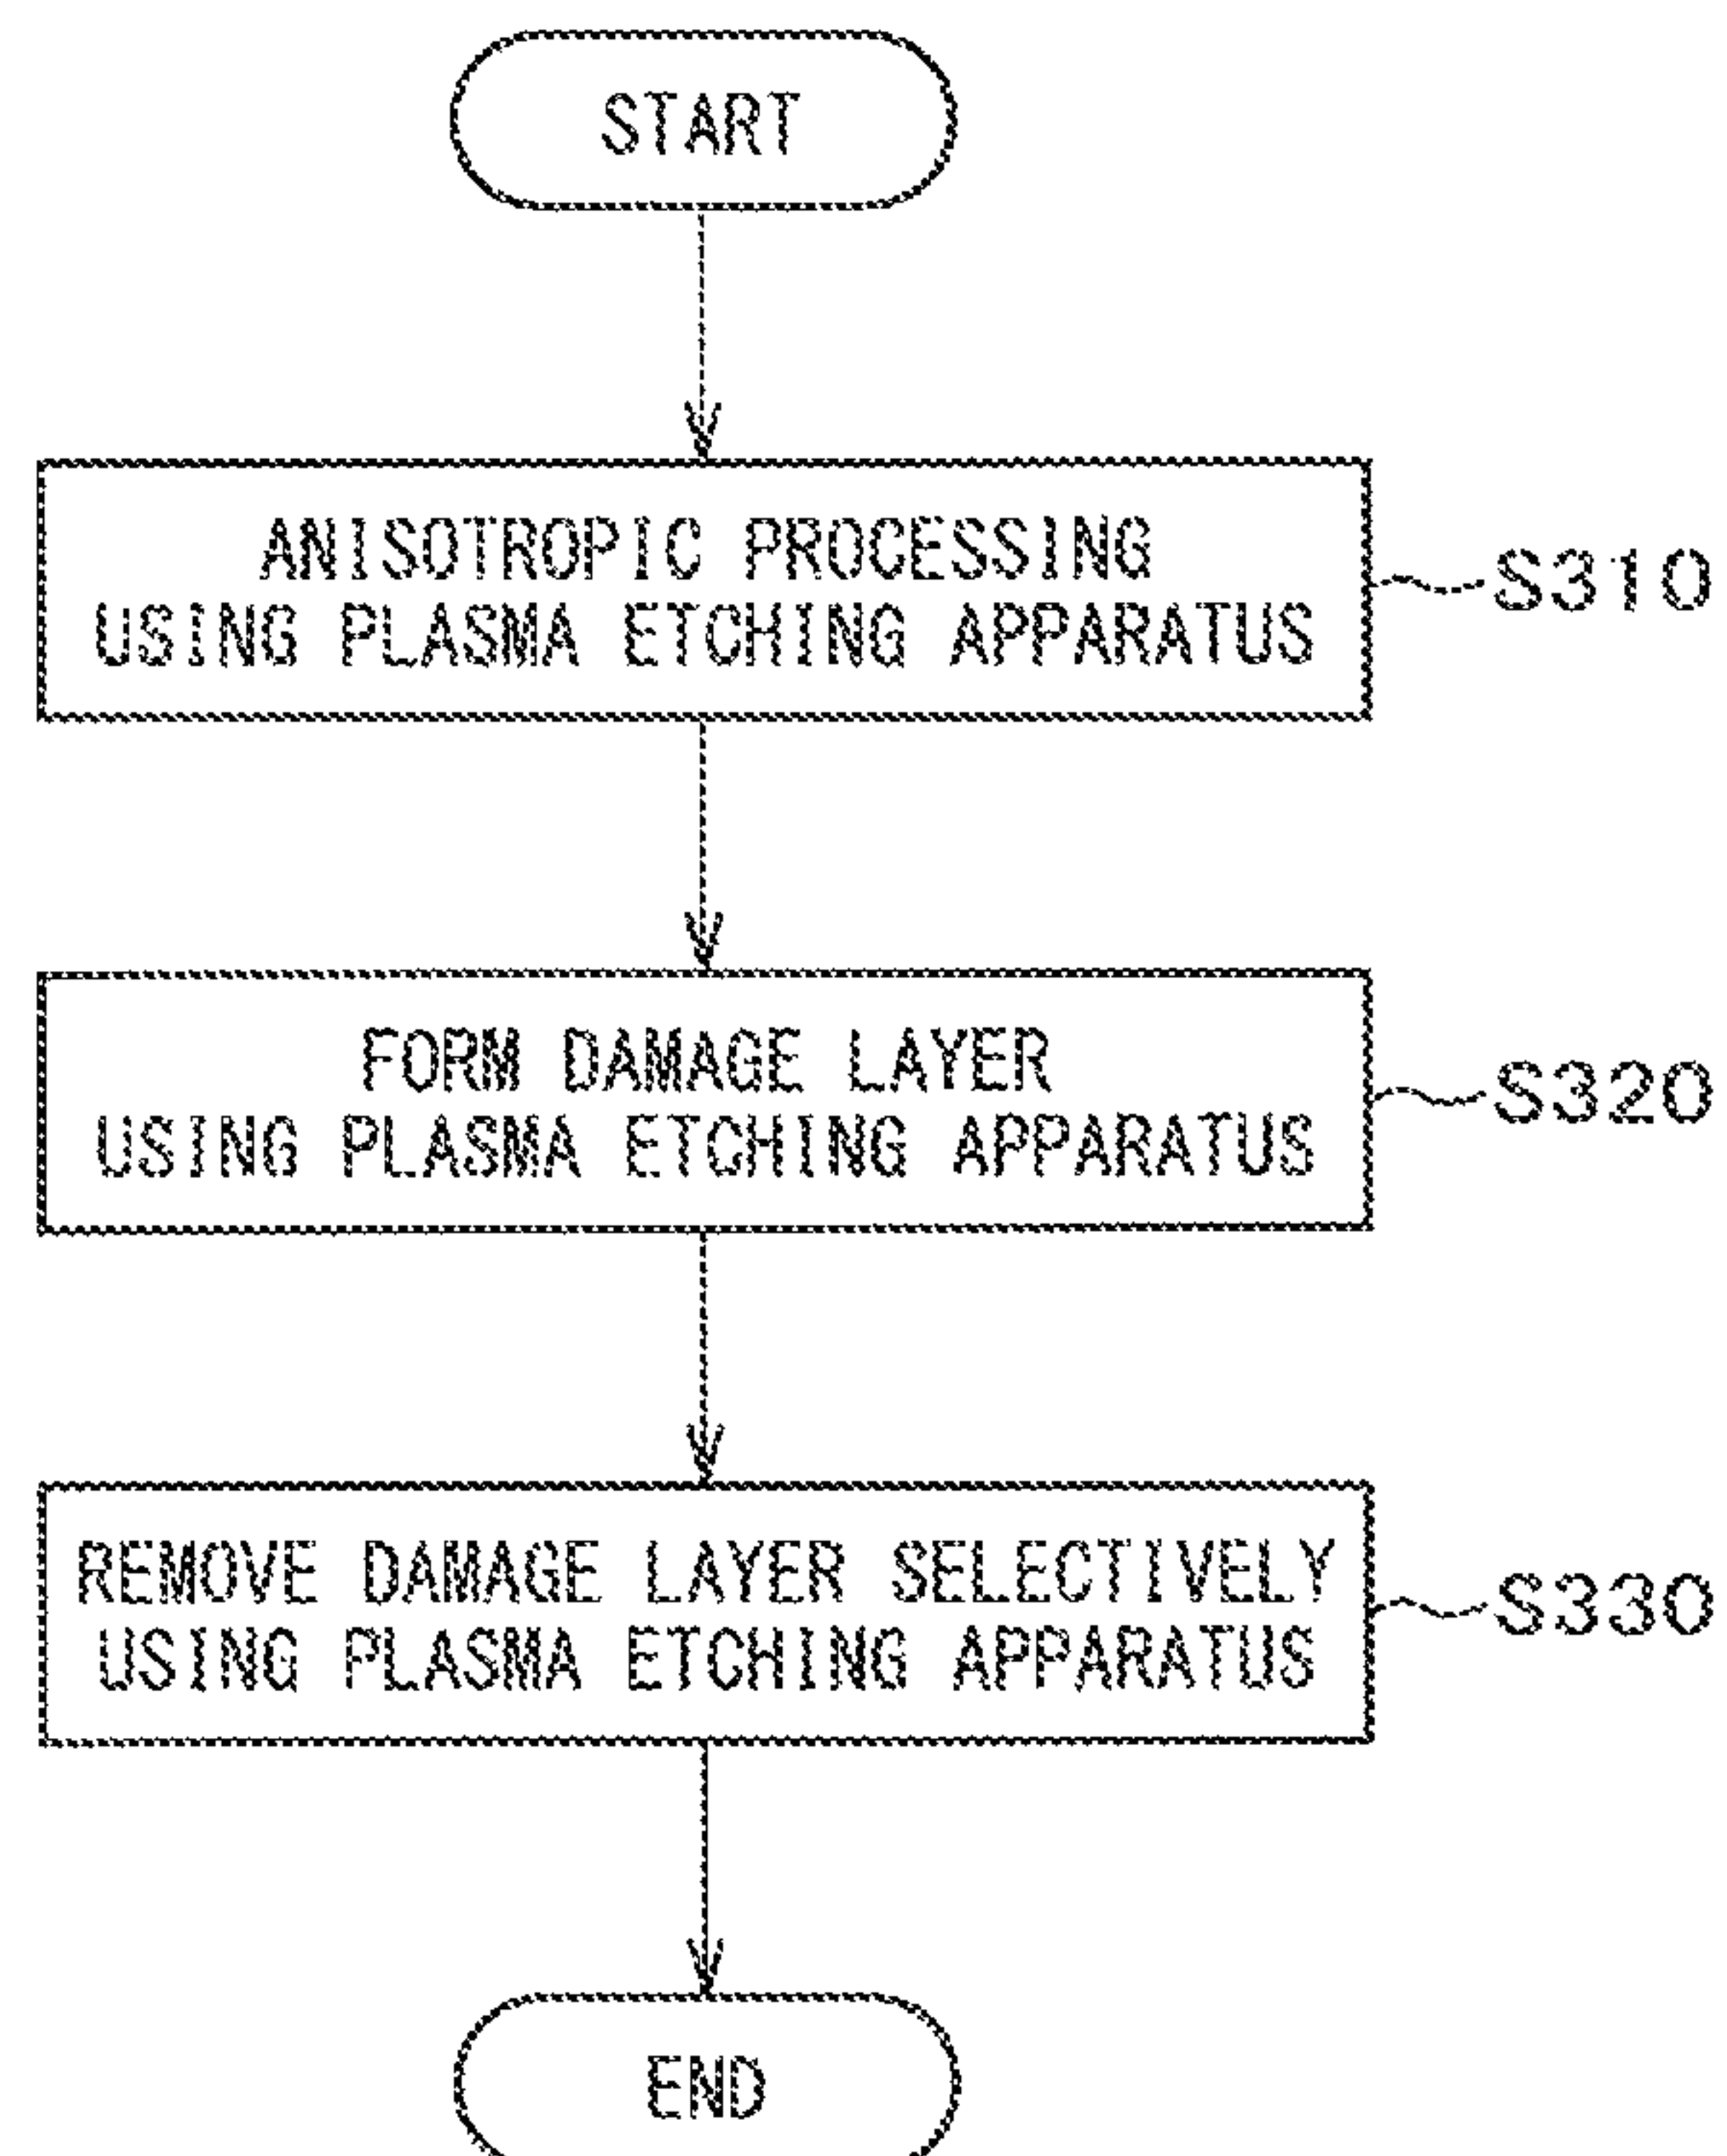 START
ANISOTROPIC PROCESSING
USING PLASMA ETCHING APPARATUS
S310
FORM DAMAGE LAYER
USING PLASMA ETCHING APPARATUS
S320
REMOVE DAMAGE LAYER SELECTIVELY
USING PLASMA ETCHING APPARATUS
S330
END